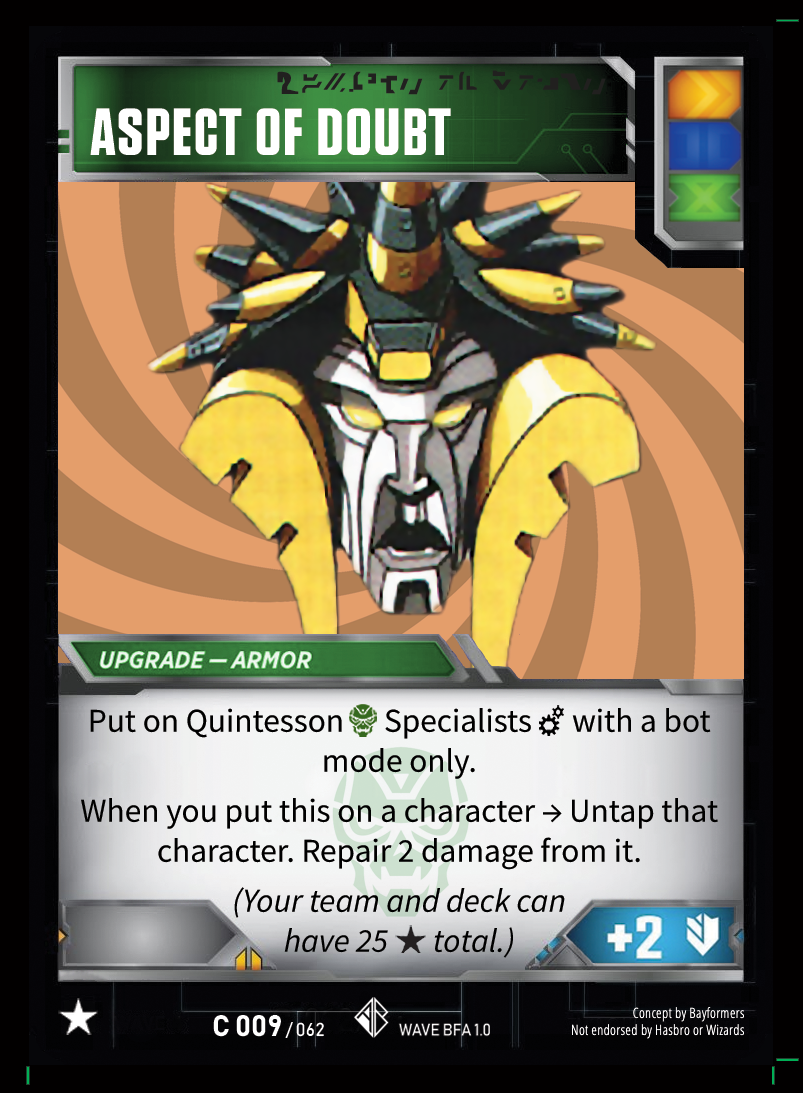 ASPECT OF DOUBT
UPGRADE — ARMOR
Put on Quintesson Specialists with a bot
mode only.
When you put this on a character → Untap that
character. Repair 2 damage from it.
(Your team and deck can
have 25 ★ total.)
+2
★
C 009/062
WAVE BFA 1.0
Concept by Bayformers
Not endorsed by Hasbro or Wizards